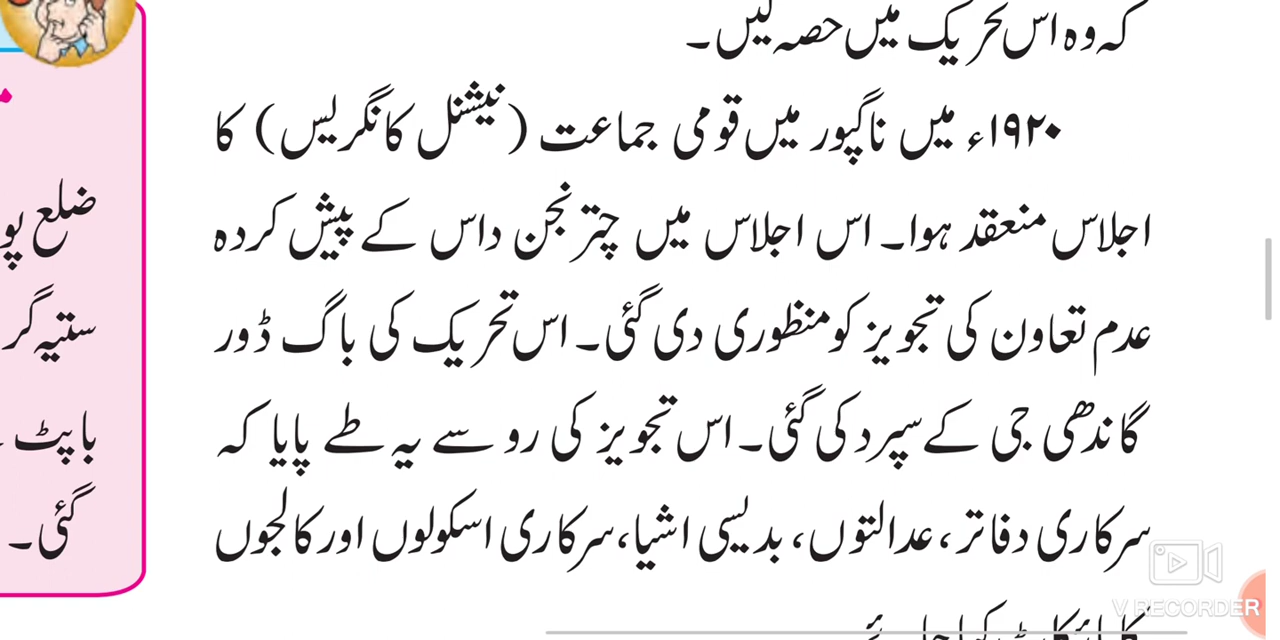 کہ وہ اس تحریک میں حصہ لیں۔
۱۹۲۰ء میں ناگپور میں قومی جماعت (نیشنل کانگریس) کا
اجلاس منعقد ہوا۔ اس اجلاس میں چترنجن داس کے پیش کردہ
عدم تعاون کی تجویز کو منظوری دی گئی۔ اس تحریک کی باگ ڈور
گاندھی جی کے سپرد کی گئی۔ اس تجویز کی رو سے یہ طے پایا کہ
سرکاری دفاتر، عدالتوں، بدیسی اشیا، سرکاری اسکولوں اور کالجوں
ضلع
ستیہ گر
باپٹ
گئی۔
V RECORDER